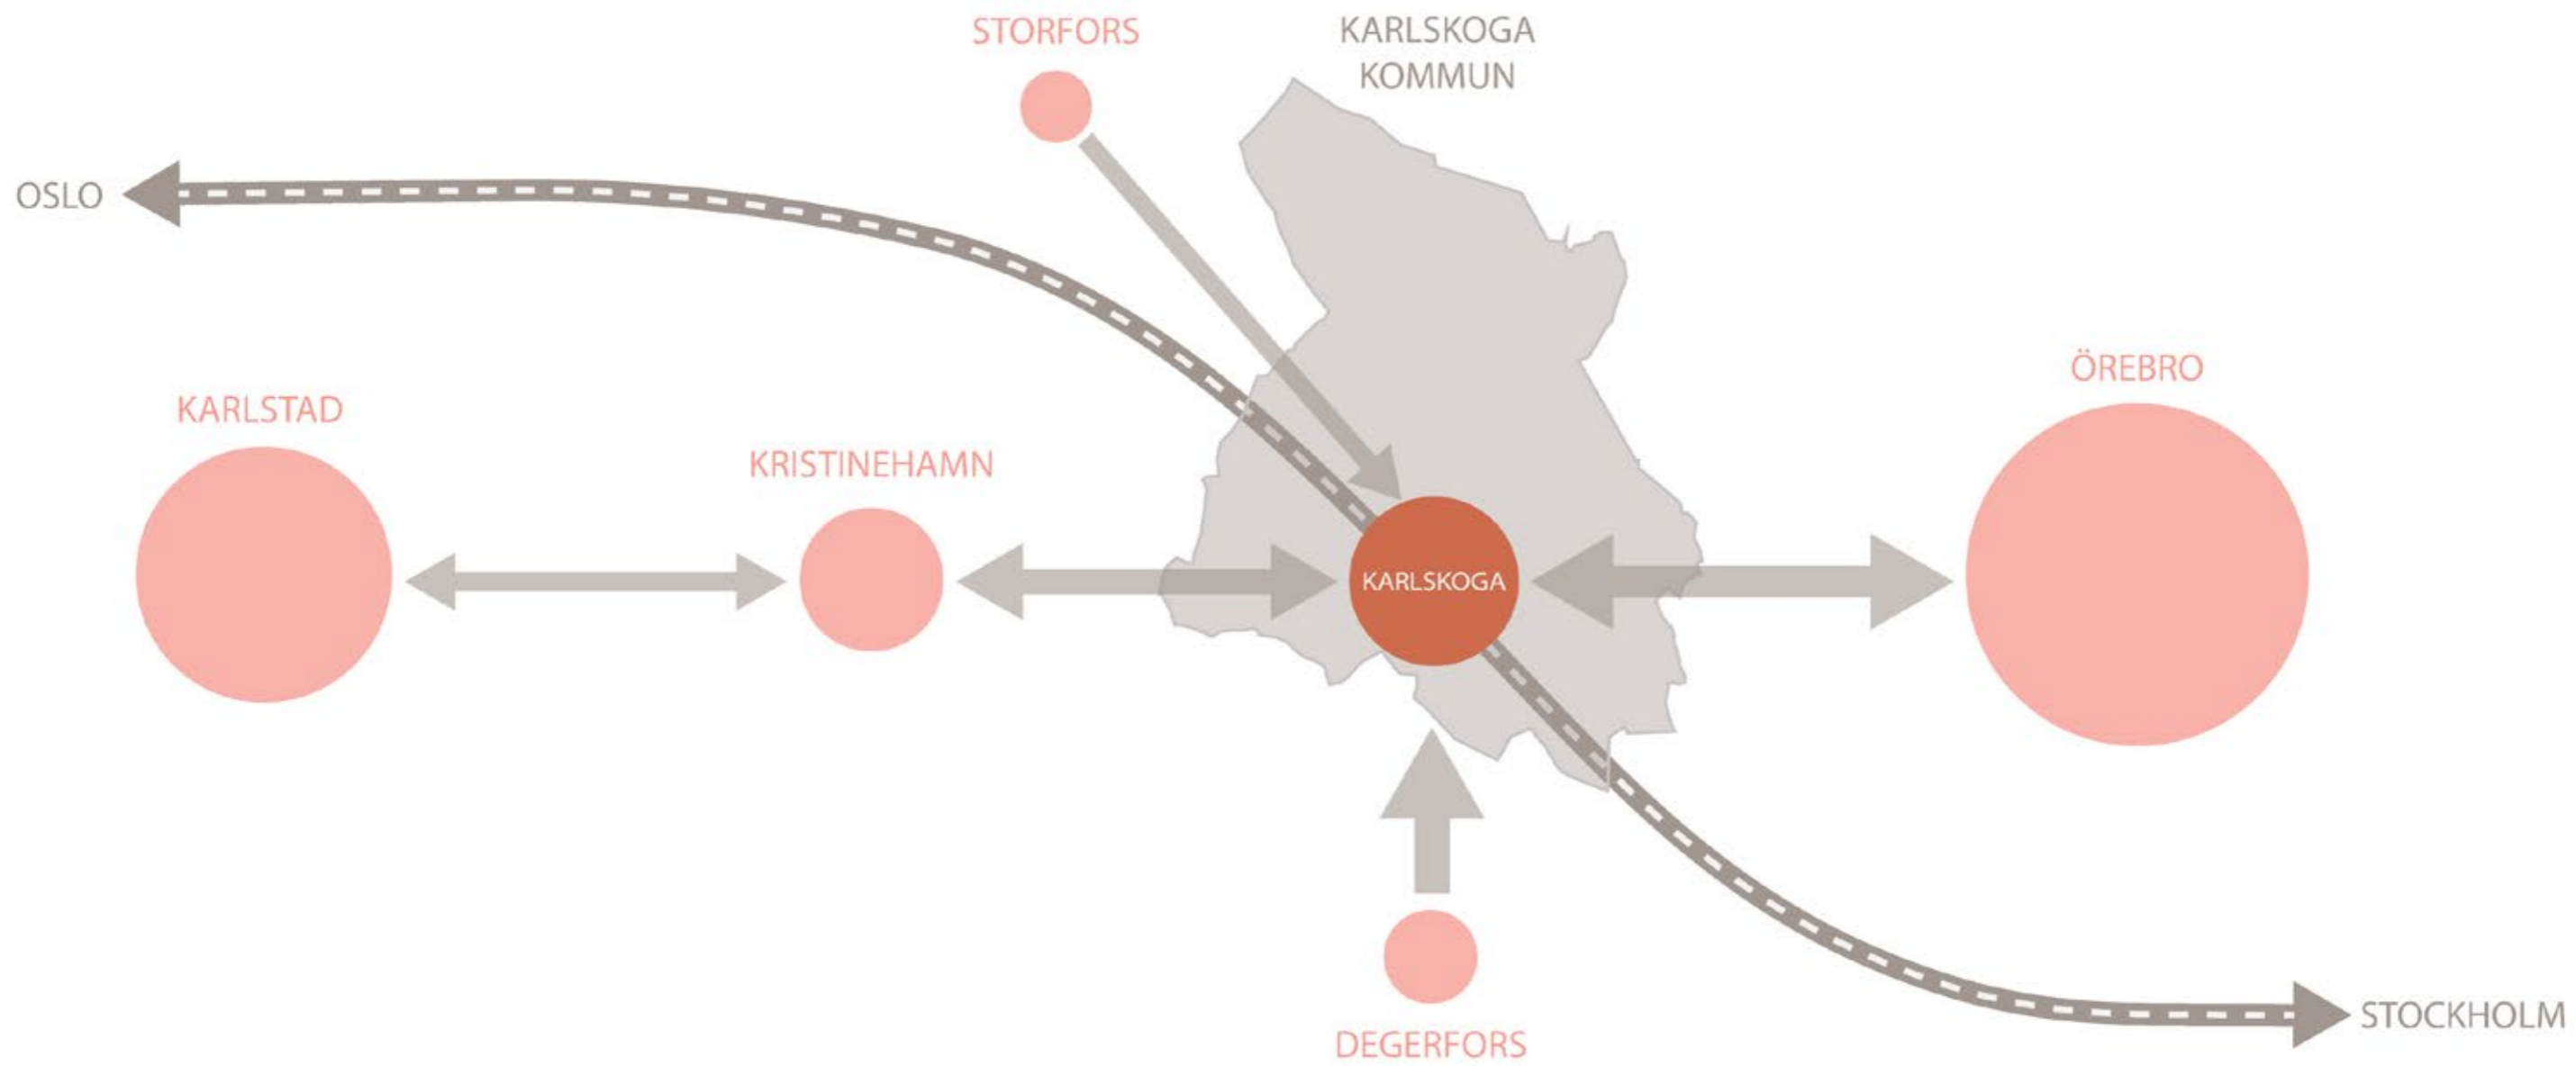 STORFORS
KARLSKOGA
KOMMUN
OSLO
ÖREBRO
KARLSTAD
KRISTINEHAMN
KARLSKOGA
STOCKHOLM
DEGERFORS